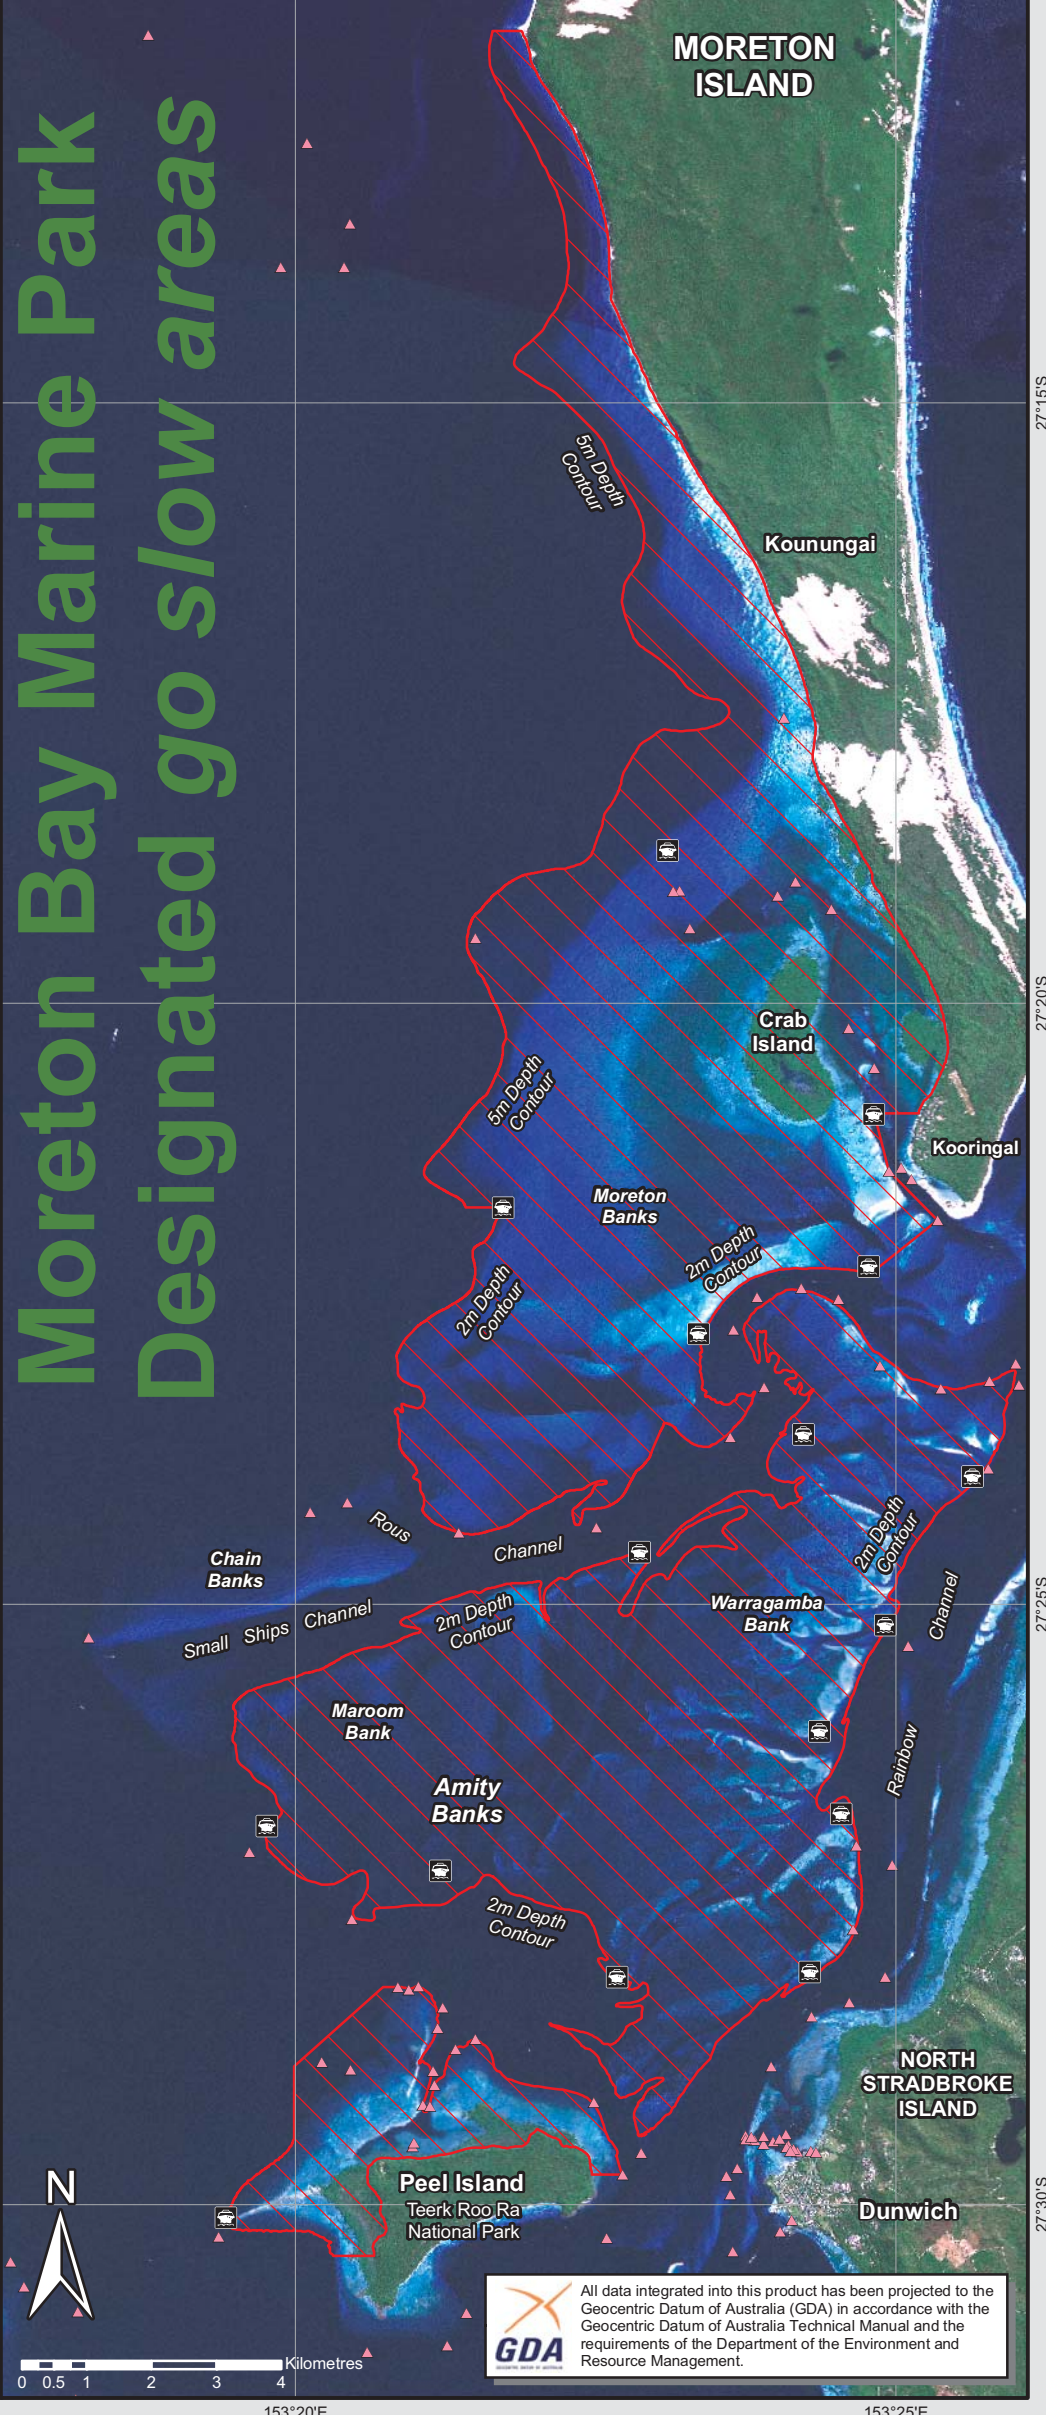 Moreton Bay Marine Park
Designated go slow areas
MORETON
ISLAND
27°15'S
5m Depth
Contour
Kounungai
27°20'S
Crab
Island
5m Depth
Contour
Kooringal
Moreton
Banks
2m Depth
Contour
2m Depth
Contour
2m Depth
Contour
Rous
Channel
Chain
Banks
Small Ships Channel
2m Depth
Contour
Warragamba
Bank
Channel
27°25'S
Maroom
Bank
Rainbow
Amity
Banks
2m Depth
Contour
NORTH
STRADBROKE
ISLAND
N
Peel Island
Teerk Roo Ra
National Park
Dunwich
27°30'S
GDA
GEOCENTRIC DATUM OF AUSTRALIA
All data integrated into this product has been projected to the
Geocentric Datum of Australia (GDA) in accordance with the
Geocentric Datum of Australia Technical Manual and the
requirements of the Department of the Environment and
Resource Management.
Kilometres
0 0.5 1 2 3 4
153°20'E
153°25'E